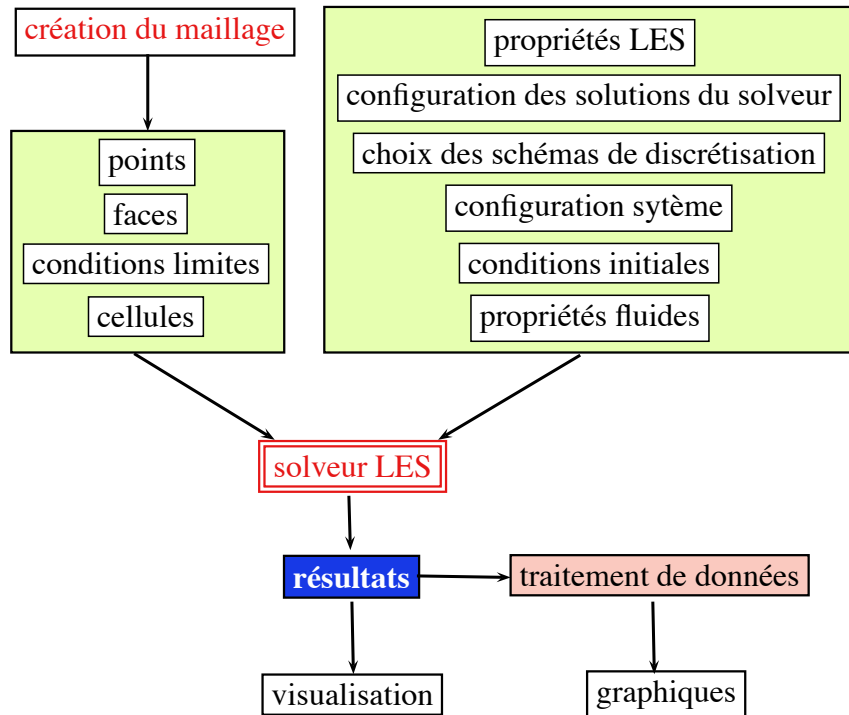 création du maillage
points
faces
conditions limites
cellules
propriétés LES
configuration des solutions du solveur
choix des schémas de discrétisation
configuration sytème
conditions initiales
propriétés fluides
solveur LES
résultats
traitement de données
visualisation
graphiques